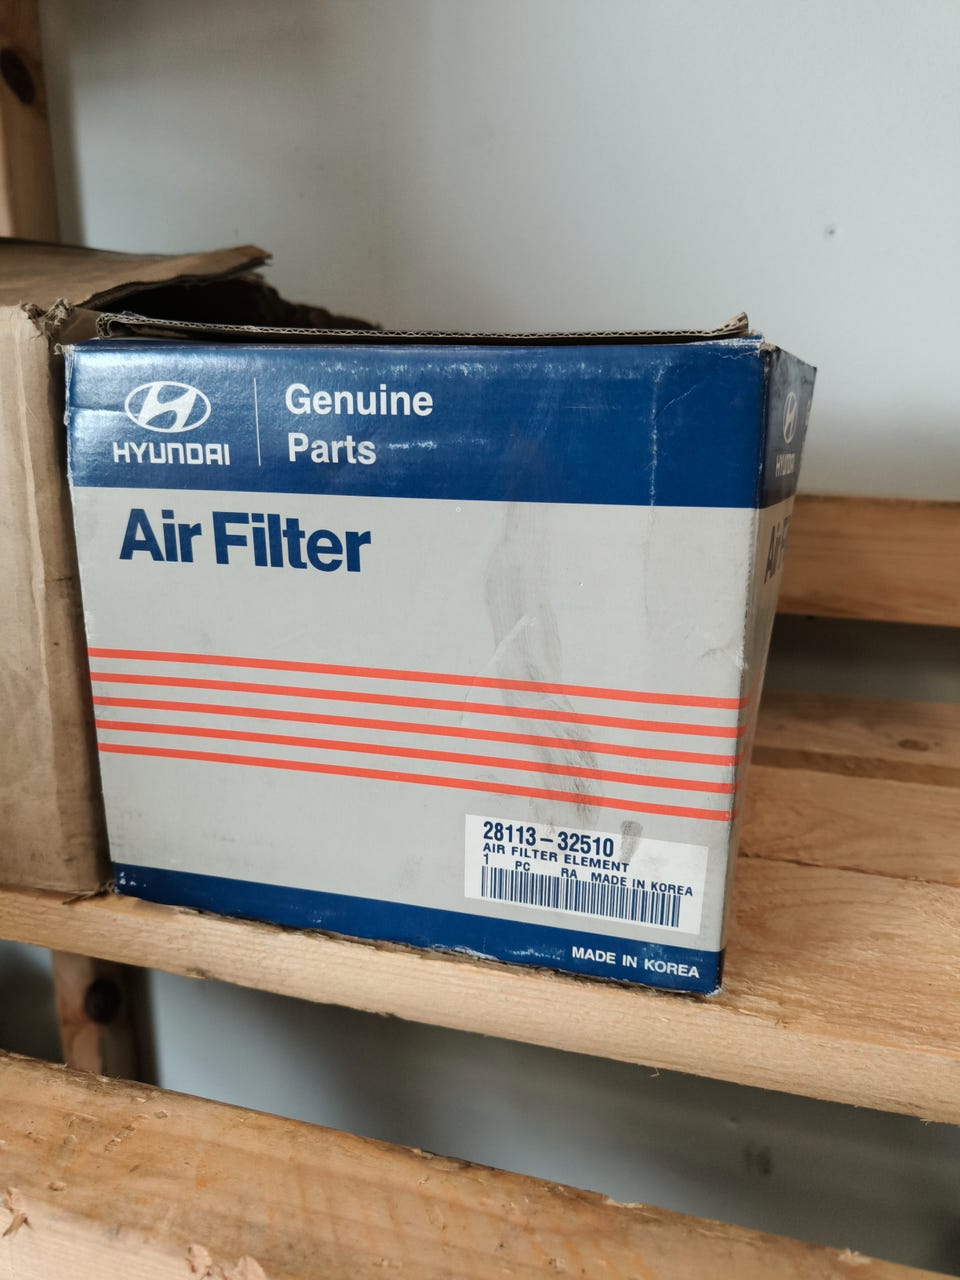 HYUNDAI
Genuine
Parts
Air Filter
28113-32510
AIR FILTER ELEMENT
1 PC RA MADE IN KOREA
MADE IN KOREA
HYUNDAI